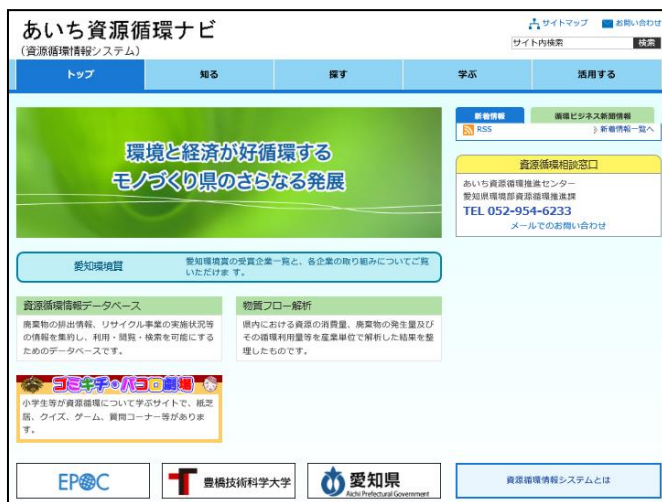 あいち資源循環ナビ
(資源循環情報システム)
サイトマップ お問い合わせ
サイト内検索 検索
トップ 知る 探す 学ぶ 活用する
環境と経済が好循環する
モノづくり県のさらなる発展
新着情報 循環ビジネス新聞情報
RSS 新着情報一覧へ
資源循環相談窓口
あいち資源循環推進センター
愛知県環境部資源循環推進課
TEL 052-954-6233
メールでのお問い合わせ
愛知環境賞
愛知環境賞の受賞企業一覧と、各企業の取り組みについてご覧
いただけます。
資源循環情報データベース
廃棄物の排出情報、リサイクル事業の実施状況等
の情報を集約し、利用・閲覧・検索を可能にする
ためのデータベースです。
物質フロー解析
県内における資源の消費量、廃棄物の発生量及び
その循環利用量等を産業単位で解析した結果を整
理したものです。
ゴミキチ・パコロ劇場
小学生等が資源循環について学ぶサイトで、紙芝
居、クイズ、ゲーム、質問コーナー等がありま
す。
EPOC
豊橋技術科学大学
愛知県
Aichi Prefectural Government
資源循環情報システムとは